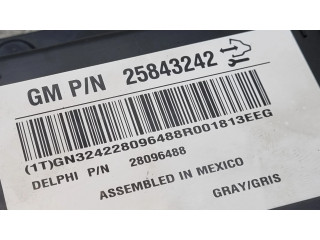 GM P/N 25843242
(1T)GN324228096488R001813EEG
DELPHI P/N 28096488
ASSEMBLED IN MEXICO
GRAY/GRIS